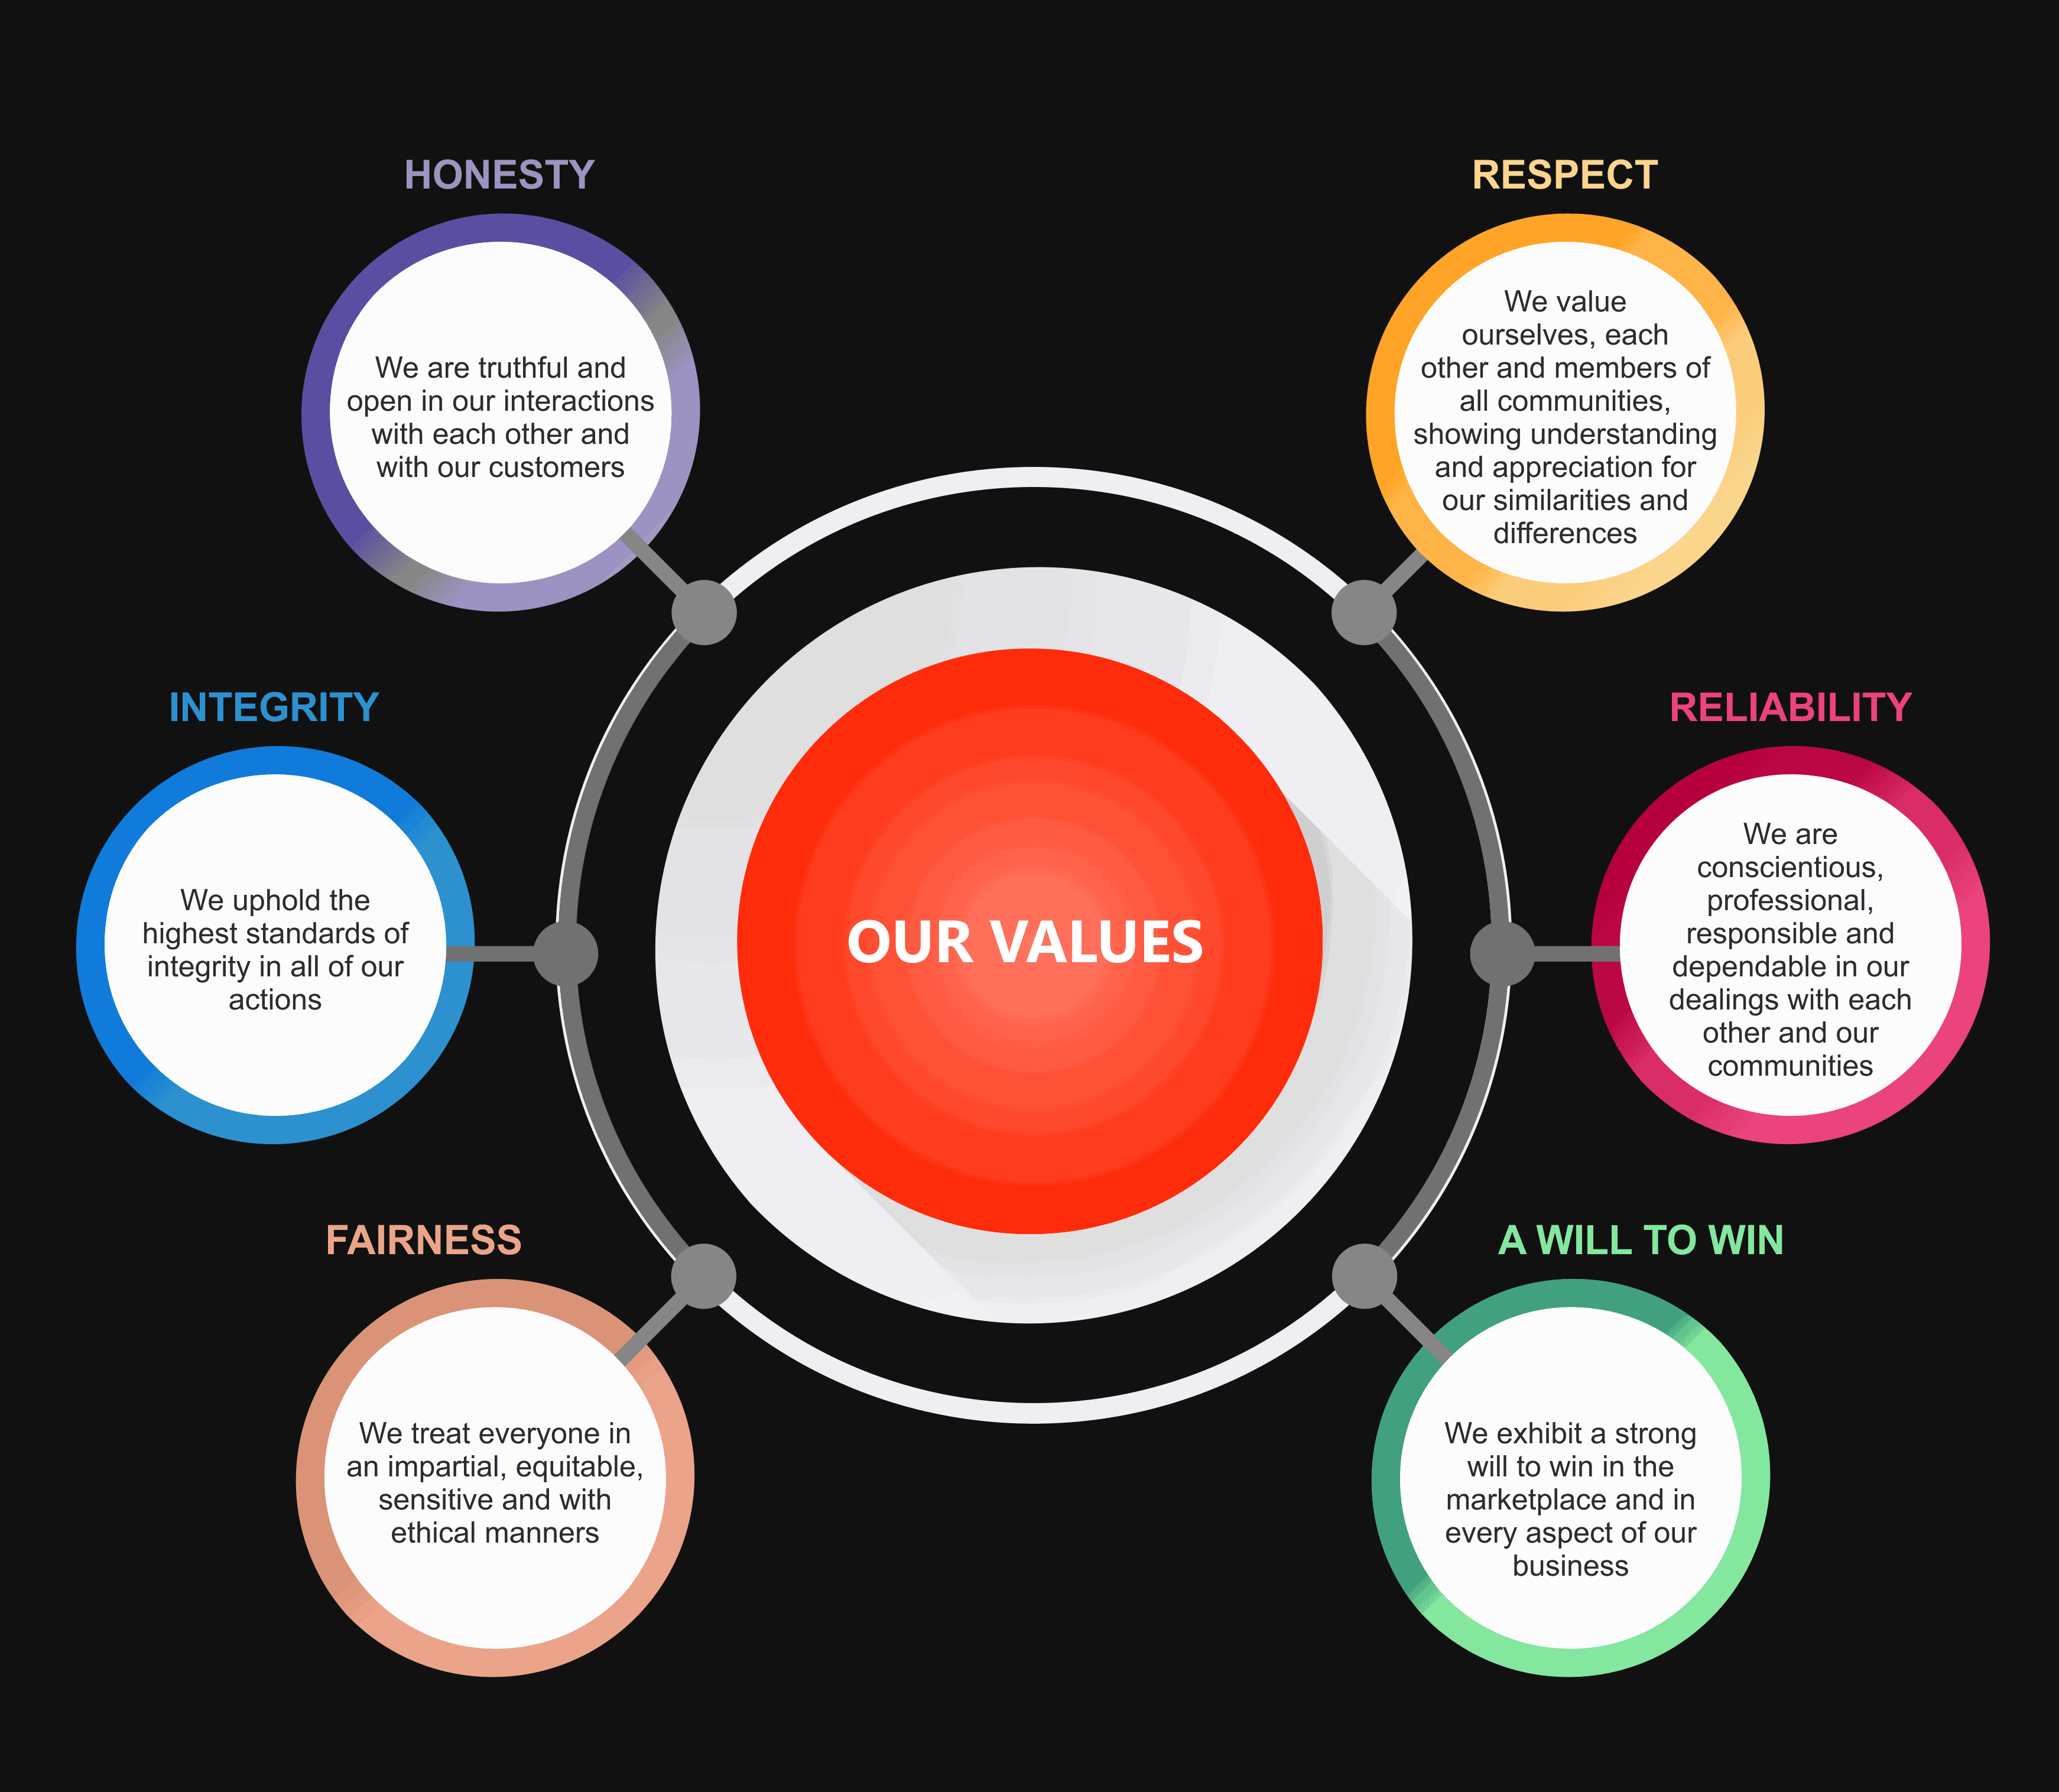 HONESTY
We are truthful and
open in our interactions
with each other and
with our customers
RESPECT
We value
ourselves, each
other and members of
all communities,
showing understanding
and appreciation for
our similarities and
differences
INTEGRITY
We uphold the
highest standards of
integrity in all of our
actions
OUR VALUES
RELIABILITY
We are
conscientious,
professional,
responsible and
dependable in our
dealings with each
other and our
communities
FAIRNESS
We treat everyone in
an impartial, equitable,
sensitive and with
ethical manners
A WILL TO WIN
We exhibit a strong
will to win in the
marketplace and in
every aspect of our
business